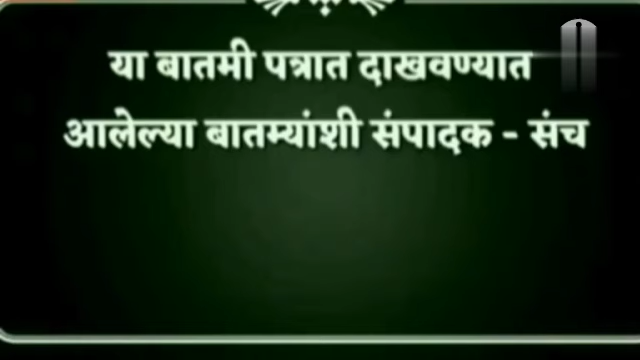 या बातमी पत्रात दाखवण्यात
आलेल्या बातम्यांशी संपादक - संच